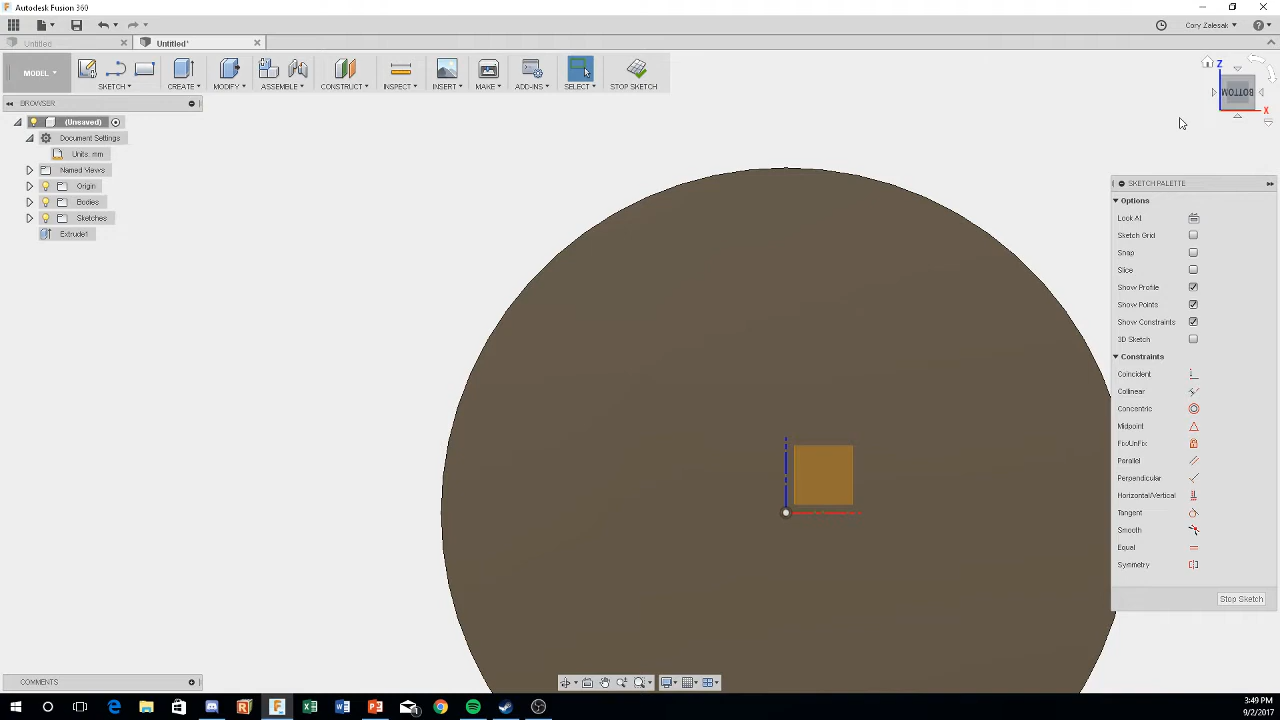 Autodesk Fusion 360
Cory Zalesak
Untitled
Untitled*
MODEL
SKETCH
CREATE
MODIFY
ASSEMBLE
CONSTRUCT
INSPECT
INSERT
MAKE
ADD-INS
SELECT
STOP SKETCH
BROWSER
(Unsaved)
Document Settings
Units: mm
Named Views
Origin
Bodies
Sketches
Extrude1
Z
BOTTOM
X
SKETCH PALETTE
Options
Look At
Sketch Grid
Snap
Slice
Show Profile
Show Points
Show Constraints
3D Sketch
Constraints
Coincident
Collinear
Concentric
Midpoint
Fix/UnFix
Parallel
Perpendicular
Horizontal/Vertical
Tangent
Smooth
Equal
Symmetry
Stop Sketch
COMMENTS
3:49 PM
9/2/2017